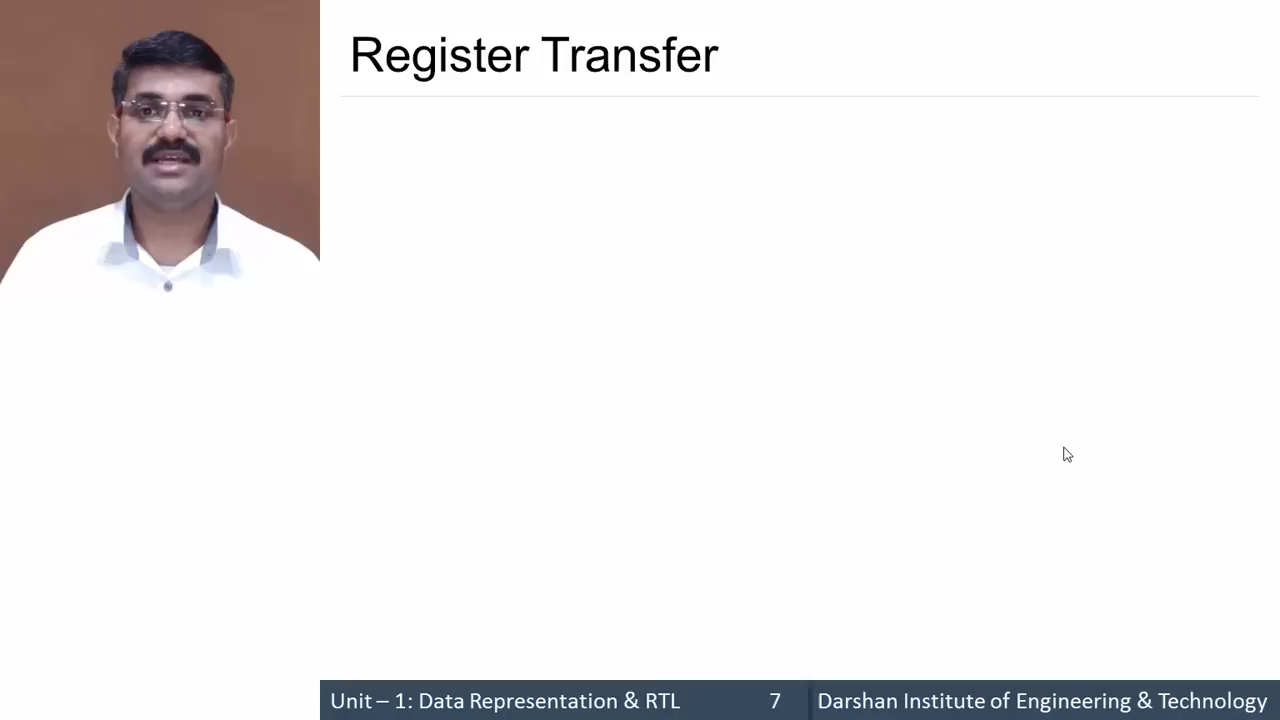 Register Transfer
Unit – 1: Data Representation & RTL 7 Darshan Institute of Engineering & Technology